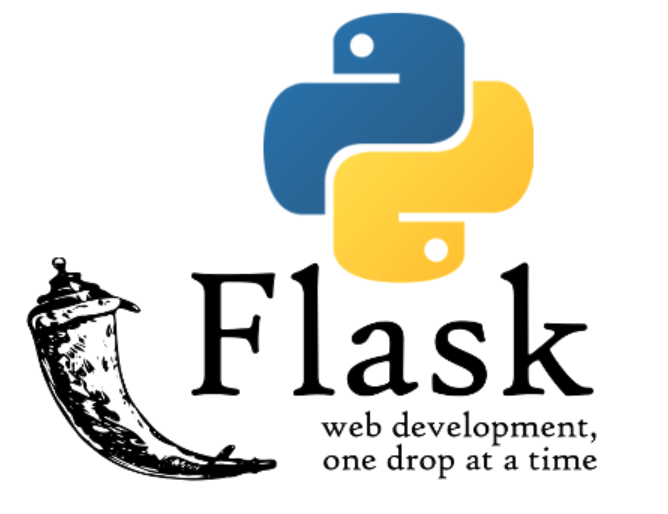 Flask
web development,
one drop at a time